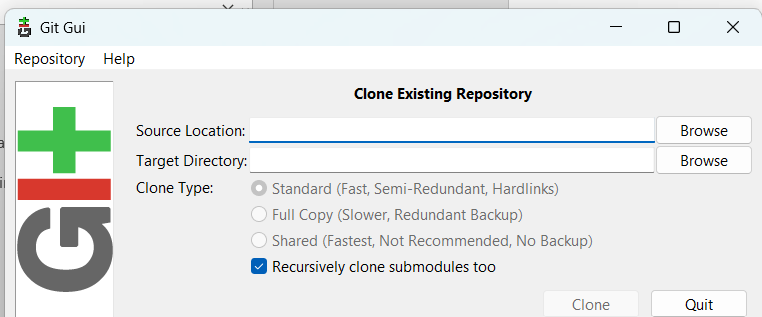 Git Gui
Repository Help
Clone Existing Repository
Source Location: Browse
Target Directory: Browse
Clone Type: Standard (Fast, Semi-Redundant, Hardlinks)
Full Copy (Slower, Redundant Backup)
Shared (Fastest, Not Recommended, No Backup)
Recursively clone submodules too
Clone Quit
GIt